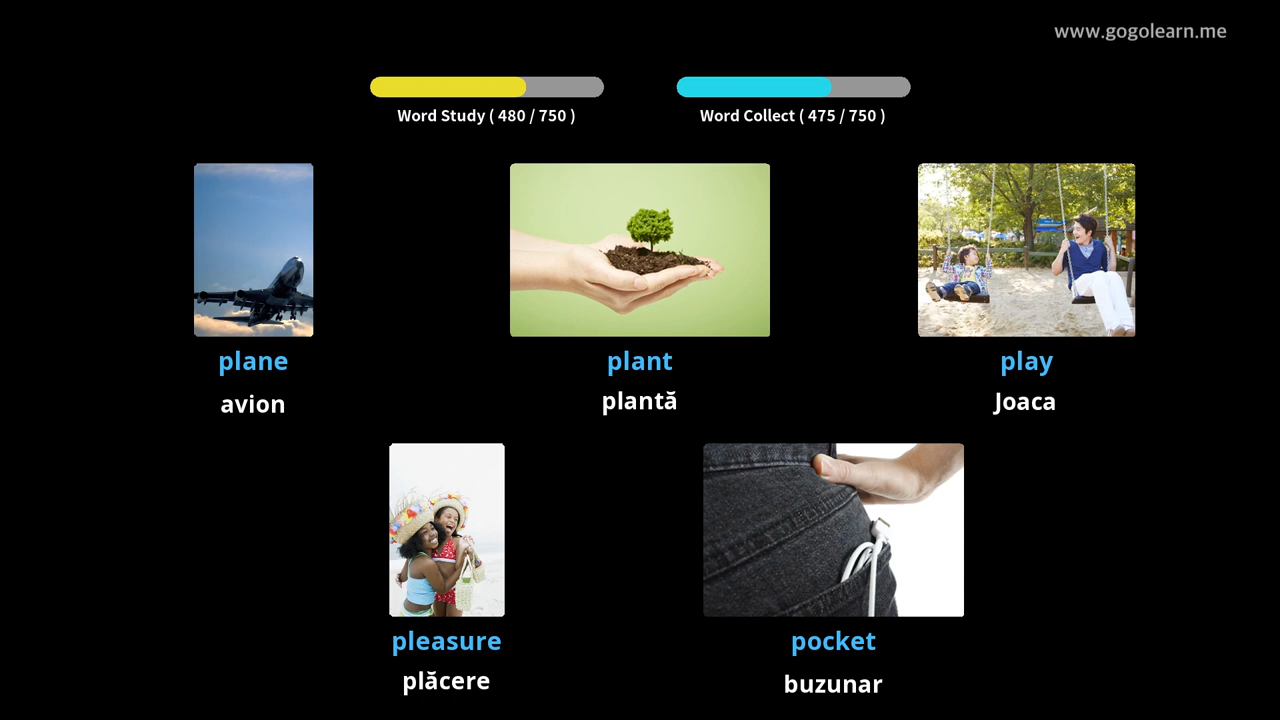 www.gogolearn.me
Word Study ( 480 / 750 )
Word Collect ( 475 / 750 )
plane
avion
plant
plantă
play
Joaca
pleasure
plăcere
pocket
buzunar